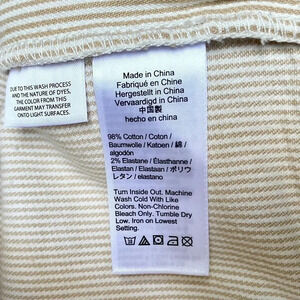 DUE TO THIS WASH PROCESS
AND THE NATURE OF DYES,
THE COLOR FROM THIS
GARMENT MAY TRANSFER
ONTO LIGHT SURFACES.
Made in China
Fabriqué en Chine
Hergestellt in China
Vervaardigd in China
中国製
hecho en china
98% Cotton / Coton /
Baumwolle / Katoen / 綿 /
algodón
2% Elastane / Élasthanne /
Elastan / Elastaan / ポリウ
レタン / elastano
Turn Inside Out. Machine
Wash Cold With Like
Colors. Non-Chlorine
Bleach Only. Tumble Dry
Low. Iron on Lowest
Setting.